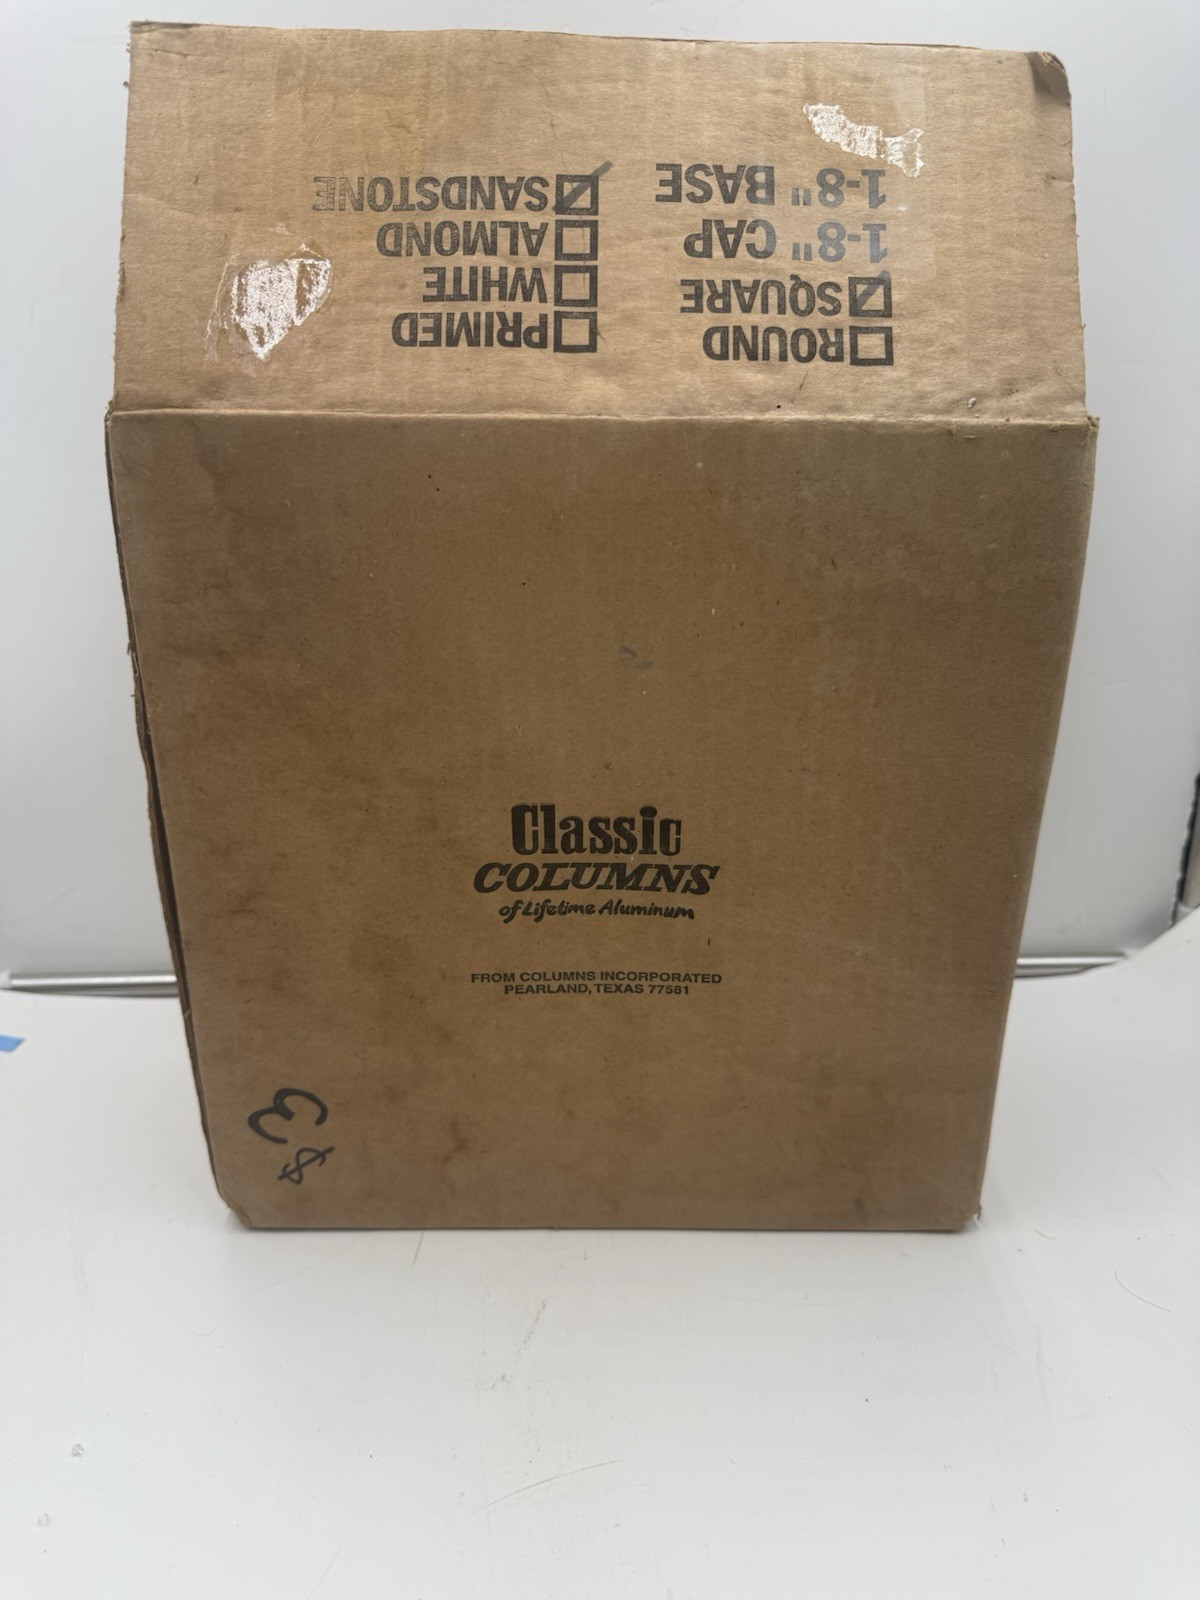 ☐ROUND
☑SQUARE
1-8" CAP
1-8" BASE
☐PRIMED
☐WHITE
☐ALMOND
☑SANDSTONE
Classic
COLUMNS
of Lifetime Aluminum
FROM COLUMNS INCORPORATED
PEARLAND, TEXAS 77581
$3